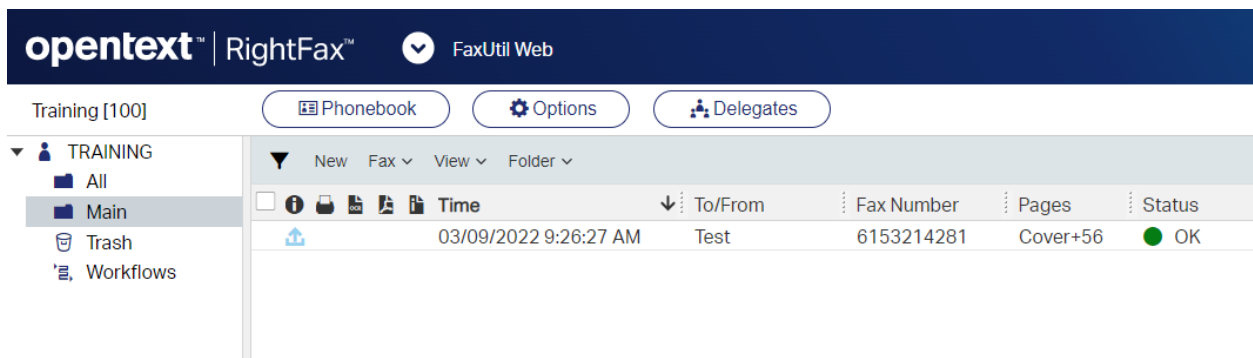 opentext™ | RightFax™ FaxUtil Web
Training [100] Phonebook Options Delegates
TRAINING
All
Main
Trash
Workflows
New Fax View Folder
Time To/From Fax Number Pages Status
03/09/2022 9:26:27 AM Test 6153214281 Cover+56 OK